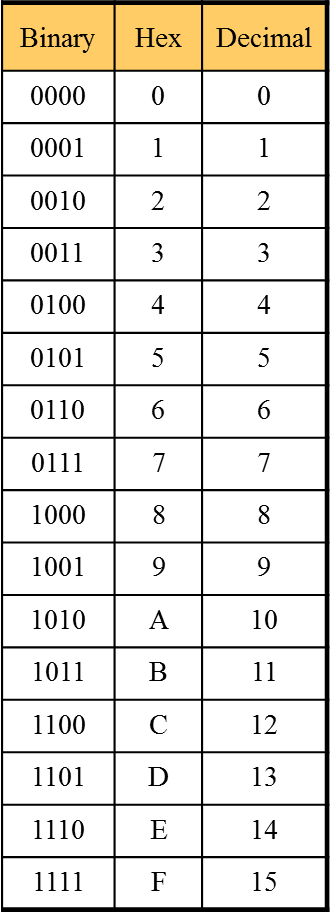 Binary Hex Decimal
0000 0 0
0001 1 1
0010 2 2
0011 3 3
0100 4 4
0101 5 5
0110 6 6
0111 7 7
1000 8 8
1001 9 9
1010 A 10
1011 B 11
1100 C 12
1101 D 13
1110 E 14
1111 F 15